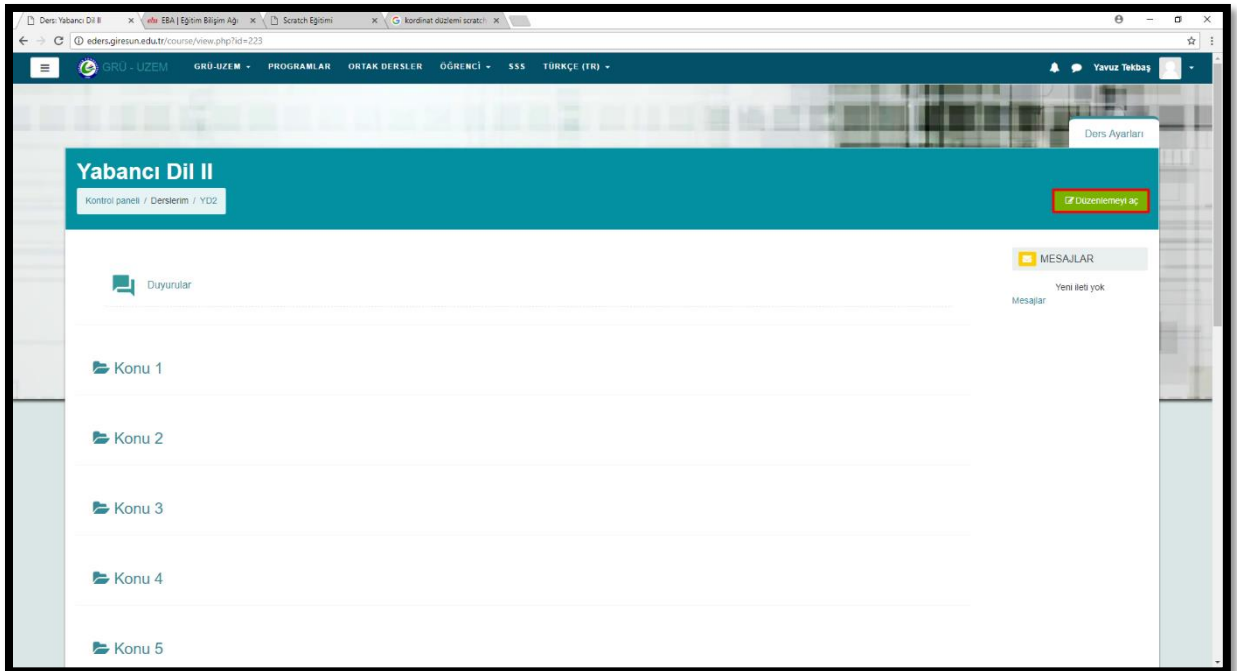 Ders: Yabancı Dil II
eba EBA | Eğitim Bilişim Ağı
Scratch Eğitimi
kordinat düzlemi scratch
eders.giresun.edu.tr/course/view.php?id=223
GRÜ - UZEM
GRÜ-UZEM PROGRAMLAR ORTAK DERSLER ÖĞRENCİ SSS TÜRKÇE (TR)
Yavuz Tekbaş
Ders Ayarları
Yabancı Dil II
Kontrol paneli / Derslerim / YD2
Düzenlemeyi aç
MESAJLAR
Yeni ileti yok
Mesajlar
Duyurular
Konu 1
Konu 2
Konu 3
Konu 4
Konu 5